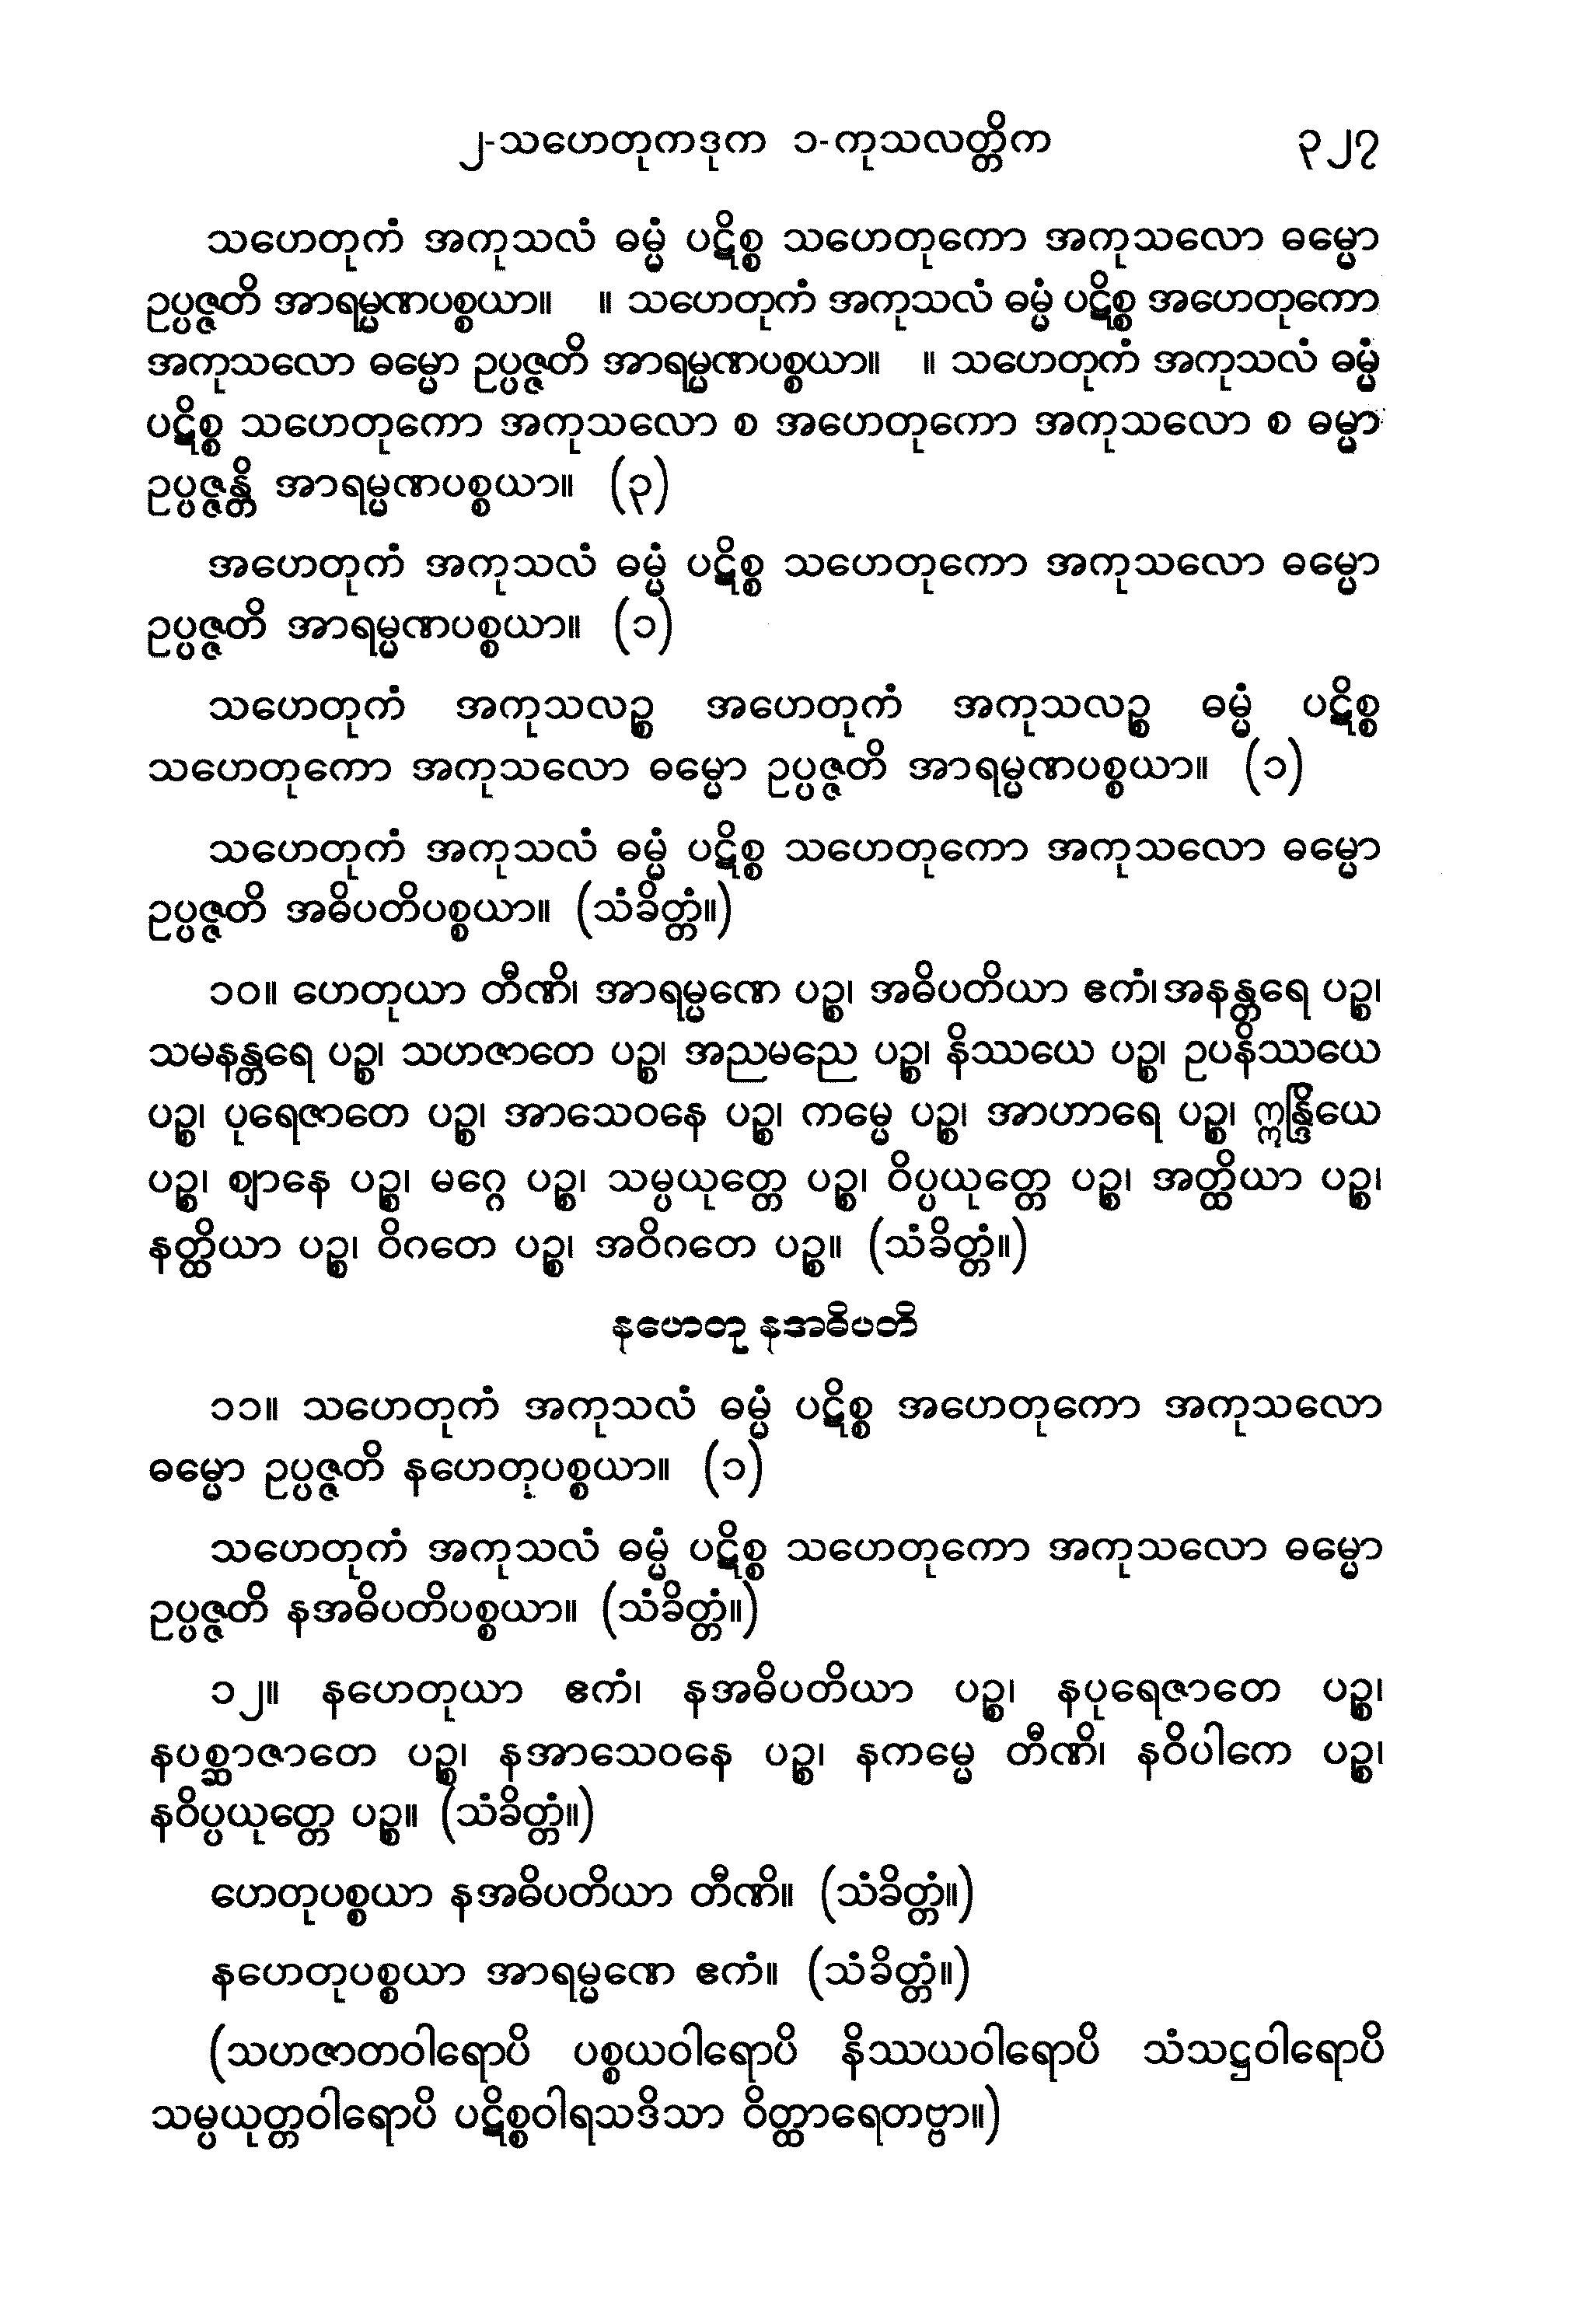 ၂-သဟေတုကဒုက ၁-ကုသလတ္တိက ၃၂၇
သဟေတုကံ အကုသလံ ဓမ္မံ ပဋိစ္စ သဟေတုကော အကုသလော ဓမ္မော
ဥပ္ပဇ္ဇတိ အာရမ္မဏပစ္စယာ။ ။ သဟေတုကံ အကုသလံ ဓမ္မံ ပဋိစ္စ အဟေတုကော
အကုသလော ဓမ္မော ဥပ္ပဇ္ဇတိ အာရမ္မဏပစ္စယာ။ ။ သဟေတုကံ အကုသလံ ဓမ္မံ
ပဋိစ္စ သဟေတုကော အကုသလော စ အဟေတုကော အကုသလော စ ဓမ္မာ
ဥပ္ပဇ္ဇန္တိ အာရမ္မဏပစ္စယာ။ (၃)
အဟေတုကံ အကုသလံ ဓမ္မံ ပဋိစ္စ သဟေတုကော အကုသလော ဓမ္မော
ဥပ္ပဇ္ဇတိ အာရမ္မဏပစ္စယာ။ (၁)
သဟေတုကံ အကုသလဉ္စ အဟေတုကံ အကုသလဉ္စ ဓမ္မံ ပဋိစ္စ
သဟေတုကော အကုသလော ဓမ္မော ဥပ္ပဇ္ဇတိ အာရမ္မဏပစ္စယာ။ (၁)
သဟေတုကံ အကုသလံ ဓမ္မံ ပဋိစ္စ သဟေတုကော အကုသလော ဓမ္မော
ဥပ္ပဇ္ဇတိ အဓိပတိပစ္စယာ။ (သံခိတ္တံ။)
၁၀။ ဟေတုယာ တီဏိ၊ အာရမ္မဏေ ပဉ္စ၊ အဓိပတိယာ ဧကံ၊ အနန္တရေ ပဉ္စ၊
သမနန္တရေ ပဉ္စ၊ သဟဇာတေ ပဉ္စ၊ အညမညေ ပဉ္စ၊ နိဿယေ ပဉ္စ၊ ဥပနိဿယေ
ပဉ္စ၊ ပုရေဇာတေ ပဉ္စ၊ အာသေဝနေ ပဉ္စ၊ ကမ္မေ ပဉ္စ၊ အာဟာရေ ပဉ္စ၊ ဣန္ဒြိယေ
ပဉ္စ၊ ဈာနေ ပဉ္စ၊ မဂ္ဂေ ပဉ္စ၊ သမ္ပယုတ္တေ ပဉ္စ၊ ဝိပ္ပယုတ္တေ ပဉ္စ၊ အတ္ထိယာ ပဉ္စ၊
နတ္ထိယာ ပဉ္စ၊ ဝိဂတေ ပဉ္စ၊ အဝိဂတေ ပဉ္စ။ (သံခိတ္တံ။)
နဟေတု နအဓိပတိ
၁၁။ သဟေတုကံ အကုသလံ ဓမ္မံ ပဋိစ္စ အဟေတုကော အကုသလော
ဓမ္မော ဥပ္ပဇ္ဇတိ နဟေတုပစ္စယာ။ (၁)
သဟေတုကံ အကုသလံ ဓမ္မံ ပဋိစ္စ သဟေတုကော အကုသလော ဓမ္မော
ဥပ္ပဇ္ဇတိ နအဓိပတိပစ္စယာ။ (သံခိတ္တံ။)
၁၂။ နဟေတုယာ ဧကံ၊ နအဓိပတိယာ ပဉ္စ၊ နပုရေဇာတေ ပဉ္စ၊
နပစ္ဆာဇာတေ ပဉ္စ၊ နအာသေဝနေ ပဉ္စ၊ နကမ္မေ တီဏိ၊ နဝိပါကေ ပဉ္စ၊
နဝိပ္ပယုတ္တေ ပဉ္စ။ (သံခိတ္တံ။)
ဟေတုပစ္စယာ နအဓိပတိယာ တီဏိ။ (သံခိတ္တံ။)
နဟေတုပစ္စယာ အာရမ္မဏေ ဧကံ။ (သံခိတ္တံ။)
(သဟဇာတဝါရောပိ ပစ္စယဝါရောပိ နိဿယဝါရောပိ သံသဋ္ဌဝါရောပိ
သမ္ပယုတ္တဝါရောပိ ပဋိစ္စဝါရသဒိသာ ဝိတ္ထာရေတဗ္ဗာ။)